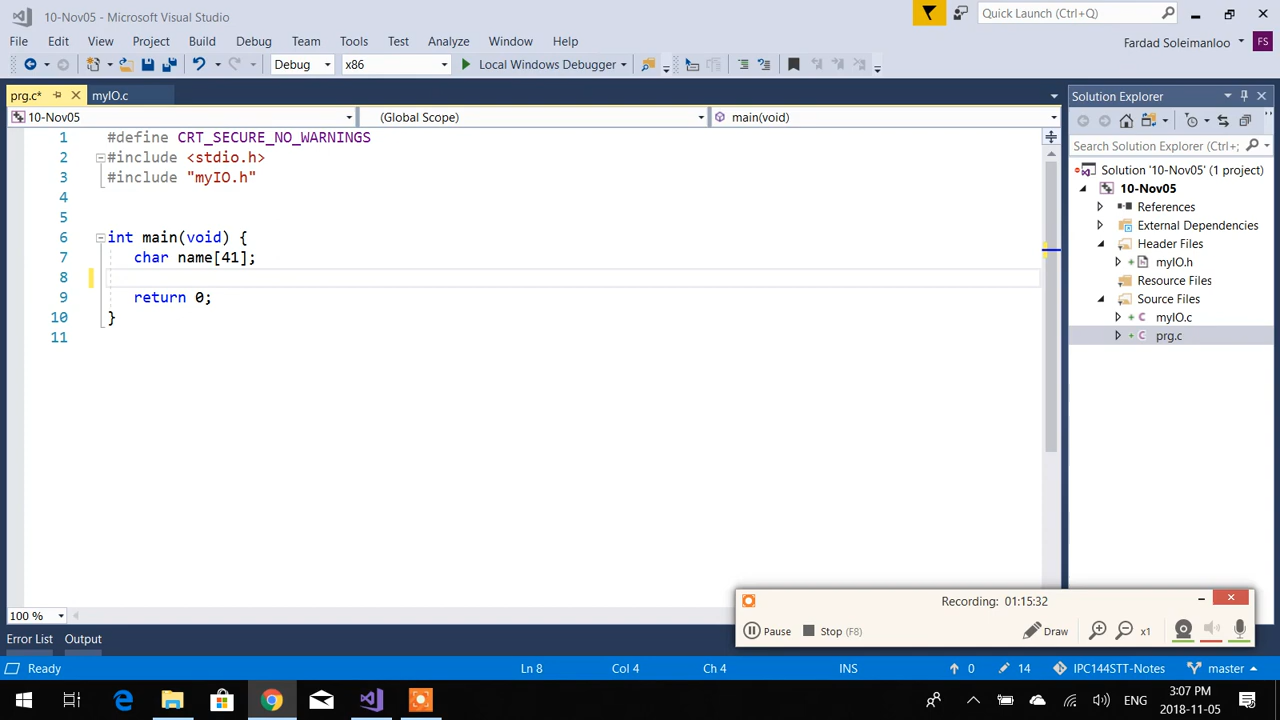 10-Nov05 - Microsoft Visual Studio
Quick Launch (Ctrl+Q)
File Edit View Project Build Debug Team Tools Test Analyze Window Help
Fardad Soleimanloo FS
Debug x86 Local Windows Debugger
prg.c* myIO.c
Solution Explorer
10-Nov05 (Global Scope) main(void)
Search Solution Explorer (Ctrl+;
1 #define CRT_SECURE_NO_WARNINGS
2 #include <stdio.h>
3 #include "myIO.h"
4
5
6 int main(void) {
7 char name[41];
8
9 return 0;
10 }
11
Solution '10-Nov05' (1 project)
10-Nov05
References
External Dependencies
Header Files
myIO.h
Resource Files
Source Files
myIO.c
prg.c
100 %
Recording: 01:15:32
Pause Stop (F8) Draw x1
Error List Output
Ready Ln 8 Col 4 Ch 4 INS 0 14 IPC144STT-Notes master
ENG 3:07 PM
2018-11-05